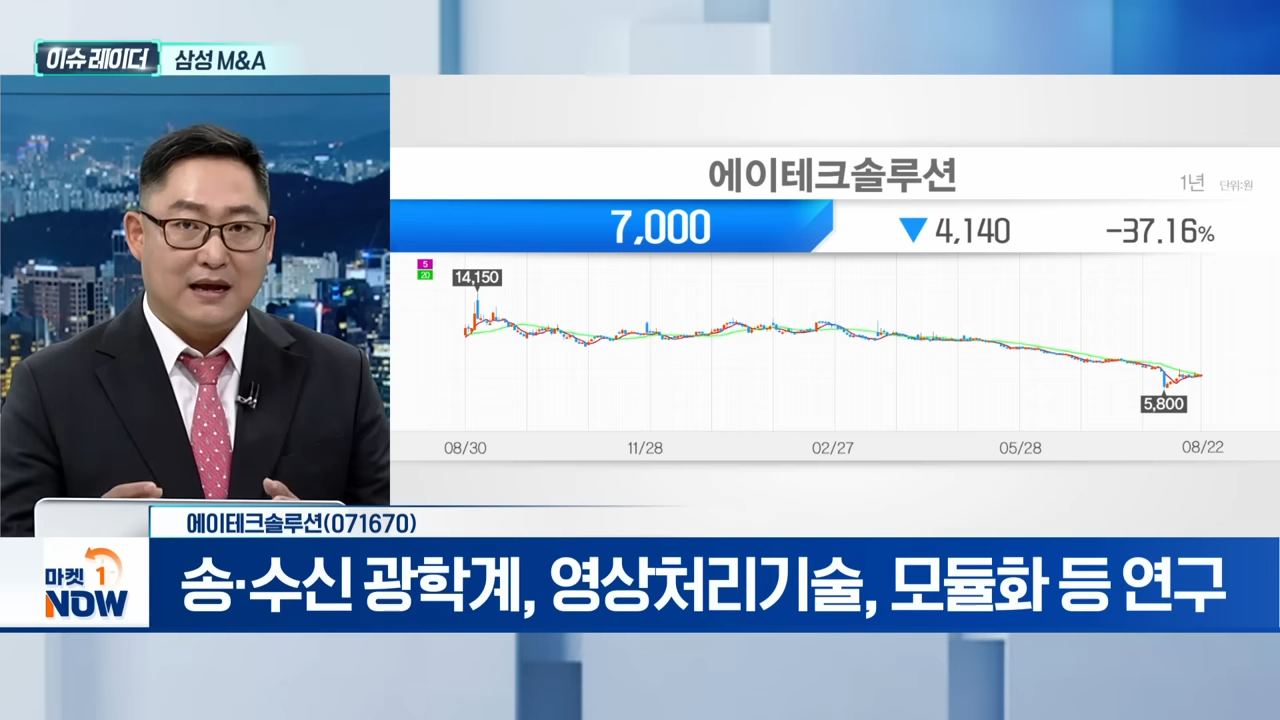 이슈레이더 삼성 M&A
에이테크솔루션
1년 단위:원
7,000 ▼ 4,140 -37.16%
5
20
14,150
5,800
08/30 11/28 02/27 05/28 08/22
에이테크솔루션(071670)
마켓 1
NOW
송·수신 광학계, 영상처리기술, 모듈화 등 연구